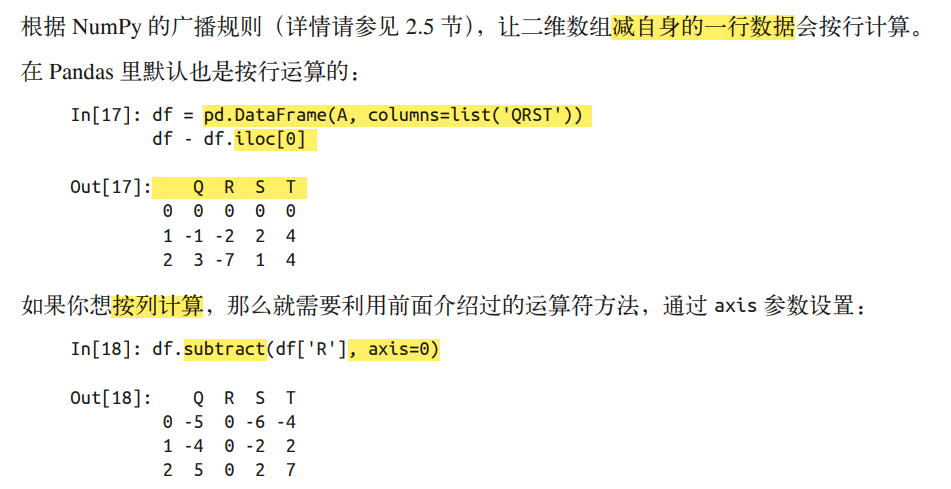 根据 NumPy 的广播规则（详情请参见 2.5 节），让二维数组减自身的一行数据会按行计算。
在 Pandas 里默认也是按行运算的：
In[17]: df = pd.DataFrame(A, columns=list('QRST'))
df - df.iloc[0]
Out[17]: Q R S T
0 0 0 0 0
1 -1 -2 2 4
2 3 -7 1 4
如果你想按列计算，那么就需要利用前面介绍过的运算符方法，通过 axis 参数设置：
In[18]: df.subtract(df['R'], axis=0)
Out[18]: Q R S T
0 -5 0 -6 -4
1 -4 0 -2 2
2 5 0 2 7